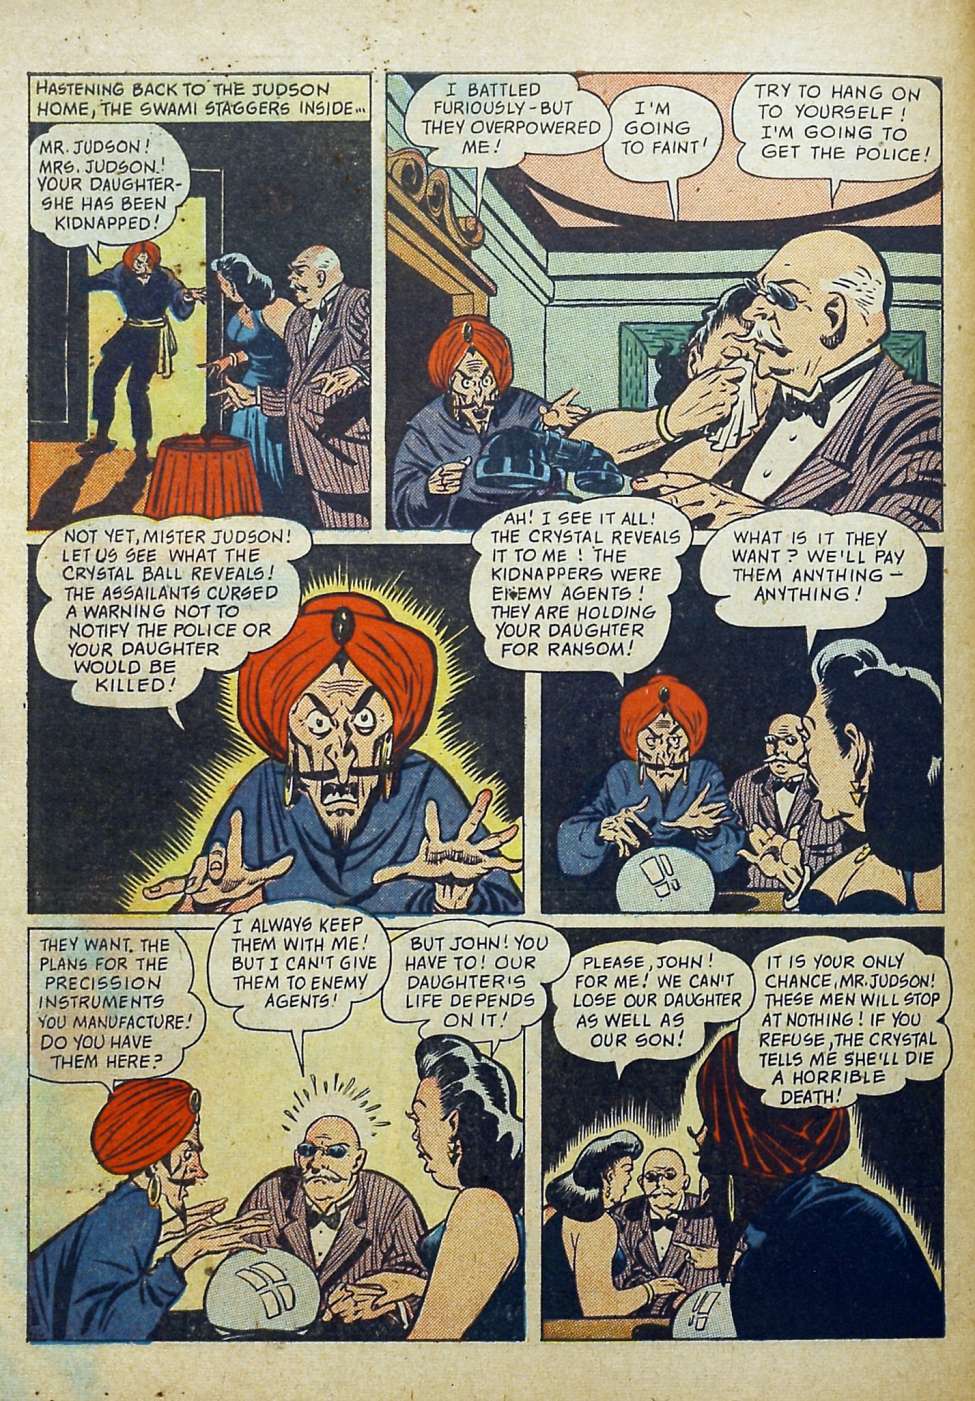 HASTENING BACK TO THE JUDSON
HOME, THE SWAMI STAGGERS INSIDE...
MR. JUDSON!
MRS. JUDSON!
YOUR DAUGHTER-
SHE HAS BEEN
KIDNAPPED!
I BATTLED
FURIOUSLY-BUT
THEY OVERPOWERED
ME!
I'M
GOING
TO FAINT!
TRY TO HANG ON
TO YOURSELF!
I'M GOING TO
GET THE POLICE!
NOT YET, MISTER JUDSON!
LET US SEE WHAT THE
CRYSTAL BALL REVEALS!
THE ASSAILANTS CURSED
A WARNING NOT TO
NOTIFY THE POLICE OR
YOUR DAUGHTER
WOULD BE
KILLED!
AH! I SEE IT ALL!
THE CRYSTAL REVEALS
IT TO ME! THE
KIDNAPPERS WERE
ENEMY AGENTS!
THEY ARE HOLDING
YOUR DAUGHTER
FOR RANSOM!
WHAT IS IT THEY
WANT? WE'LL PAY
THEM ANYTHING-
ANYTHING!
THEY WANT THE
PLANS FOR THE
PRECISSION
INSTRUMENTS
YOU MANUFACTURE!
DO YOU HAVE
THEM HERE?
I ALWAYS KEEP
THEM WITH ME!
BUT I CAN'T GIVE
THEM TO ENEMY
AGENTS!
BUT JOHN! YOU
HAVE TO! OUR
DAUGHTER'S
LIFE DEPENDS
ON IT!
PLEASE, JOHN!
FOR ME! WE CAN'T
LOSE OUR DAUGHTER
AS WELL AS
OUR SON!
IT IS YOUR ONLY
CHANCE, MR. JUDSON!
THESE MEN WILL STOP
AT NOTHING! IF YOU
REFUSE, THE CRYSTAL
TELLS ME SHE'LL DIE
A HORRIBLE
DEATH!